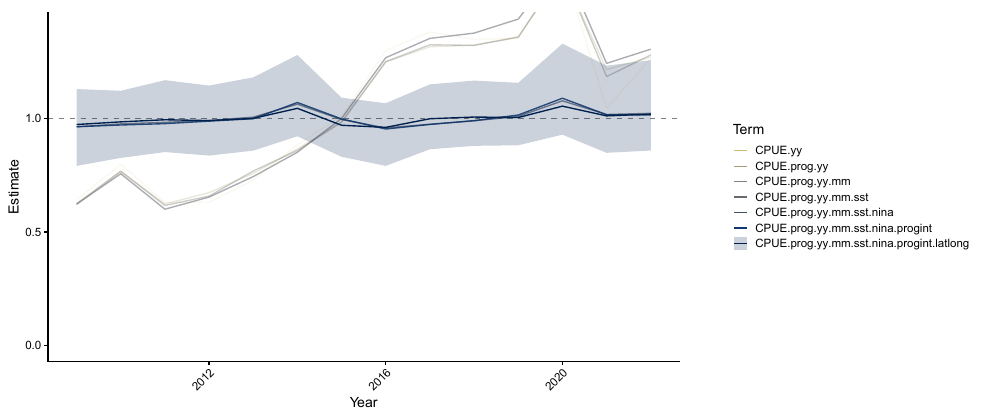 1.0
0.5
0.0
Estimate
2012
2016
2020
Year
Term
CPUE.yy
CPUE.prog.yy
CPUE.prog.yy.mm
CPUE.prog.yy.mm.sst
CPUE.prog.yy.mm.sst.nina
CPUE.prog.yy.mm.sst.nina.progint
CPUE.prog.yy.mm.sst.nina.progint.latlong